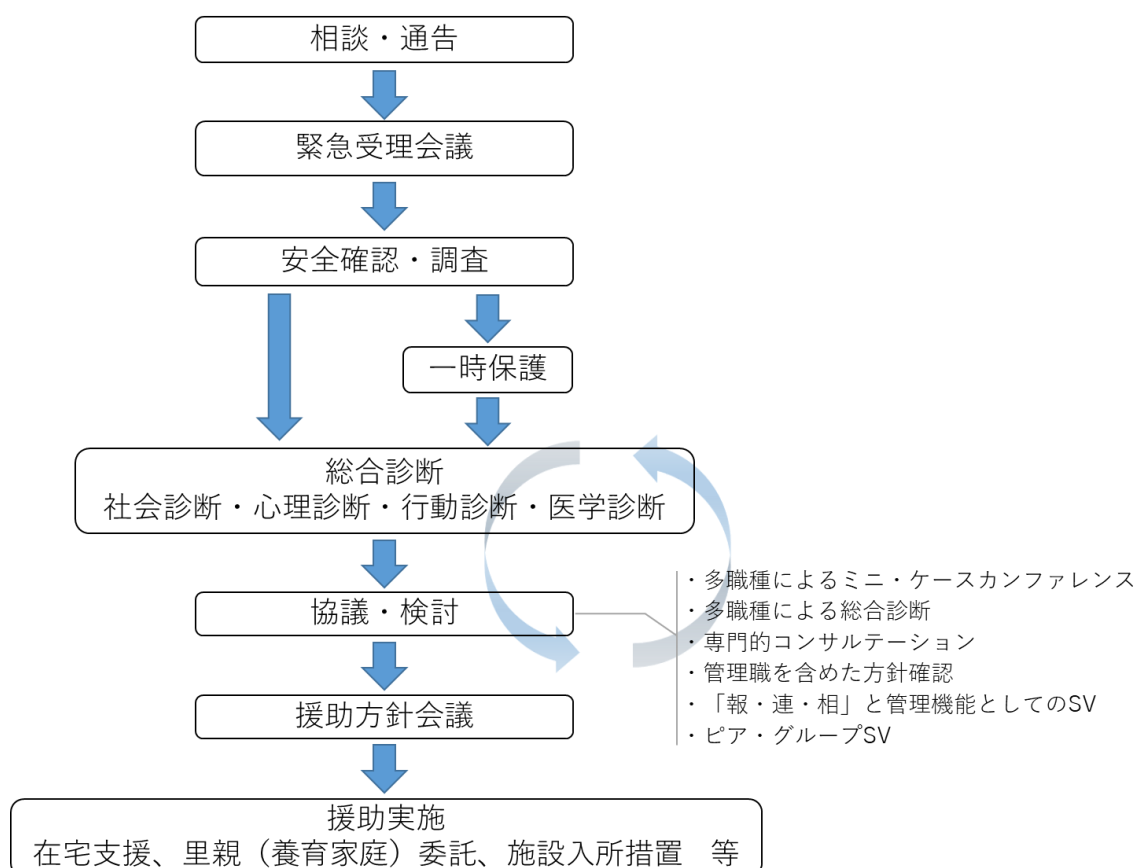 相談・通告
緊急受理会議
安全確認・調査
一時保護
総合診断
社会診断・心理診断・行動診断・医学診断
協議・検討
・多職種によるミニ・ケースカンファレンス
・多職種による総合診断
・専門的コンサルテーション
・管理職を含めた方針確認
・「報・連・相」と管理機能としてのSV
・ピア・グループSV
援助方針会議
援助実施
在宅支援、里親（養育家庭）委託、施設入所措置　等